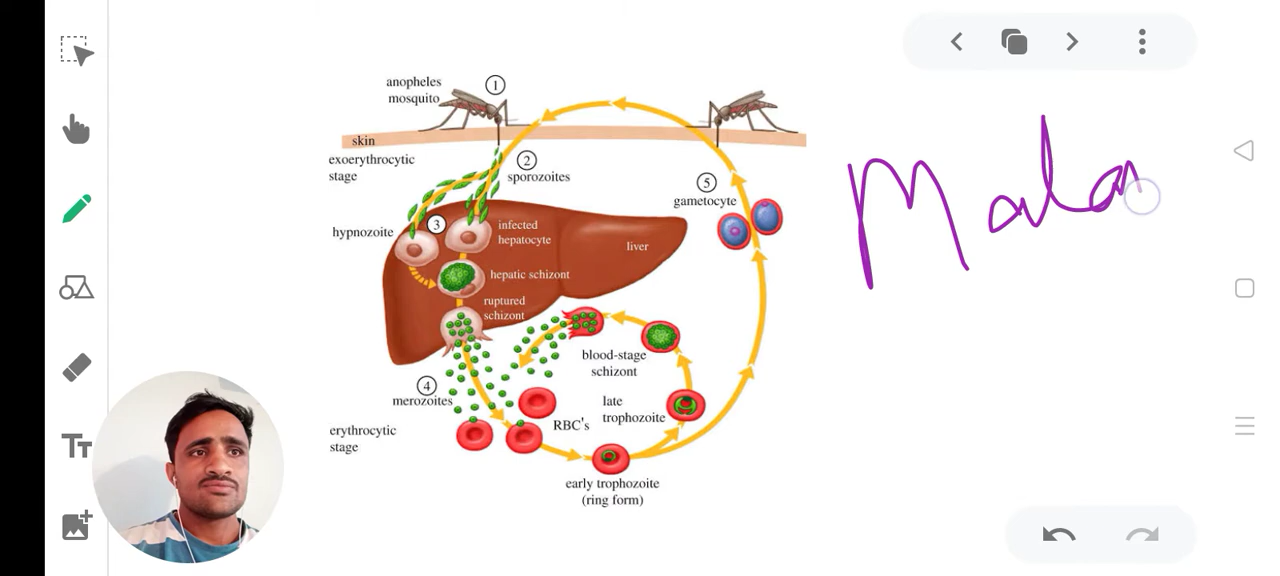 anopheles
mosquito
1
skin
exoerythrocytic
stage
2
sporozoites
5
gametocyte
Mala
hypnozoite
3
infected
hepatocyte
liver
hepatic schizont
ruptured
schizont
blood-stage
schizont
4
merozoites
late
trophozoite
RBC's
erythrocytic
stage
early trophozoite
(ring form)
TT